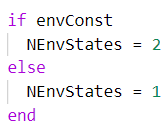 if envConst
    NEnvStates = 2
else
    NEnvStates = 1
end